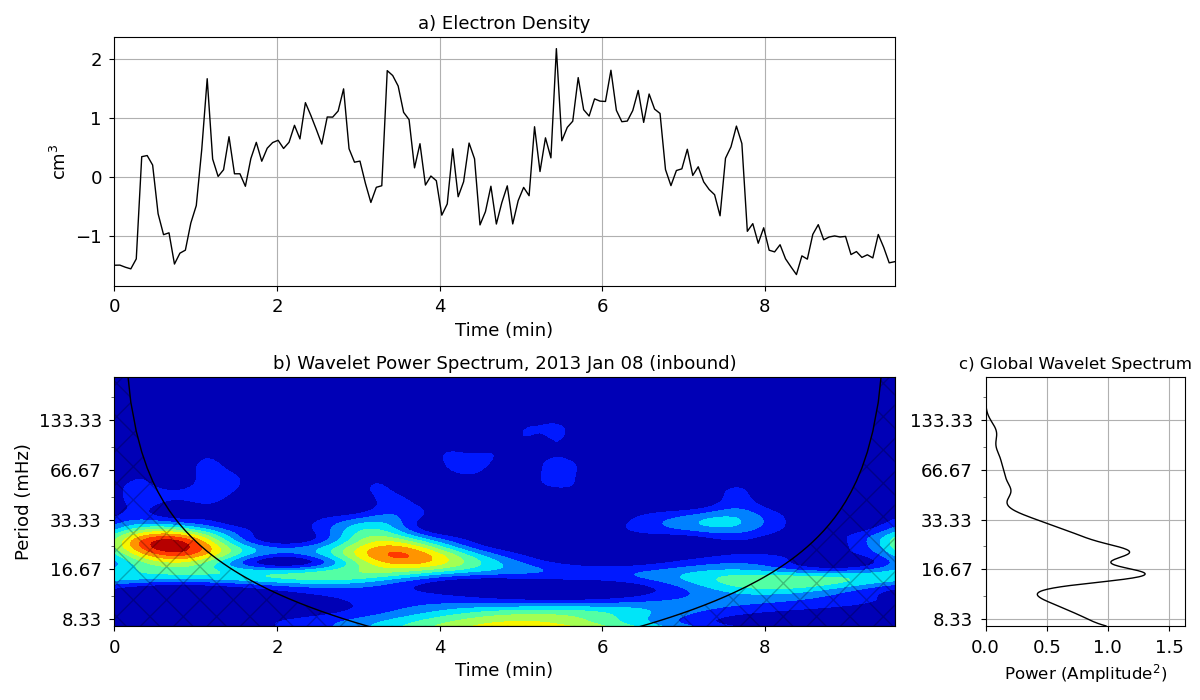 a) Electron Density
2
1
0
−1
cm³
0 2 4 6 8
Time (min)
b) Wavelet Power Spectrum, 2013 Jan 08 (inbound)
133.33
66.67
33.33
16.67
8.33
Period (mHz)
0 2 4 6 8
Time (min)
c) Global Wavelet Spectrum
133.33
66.67
33.33
16.67
8.33
0.0 0.5 1.0 1.5
Power (Amplitude²)